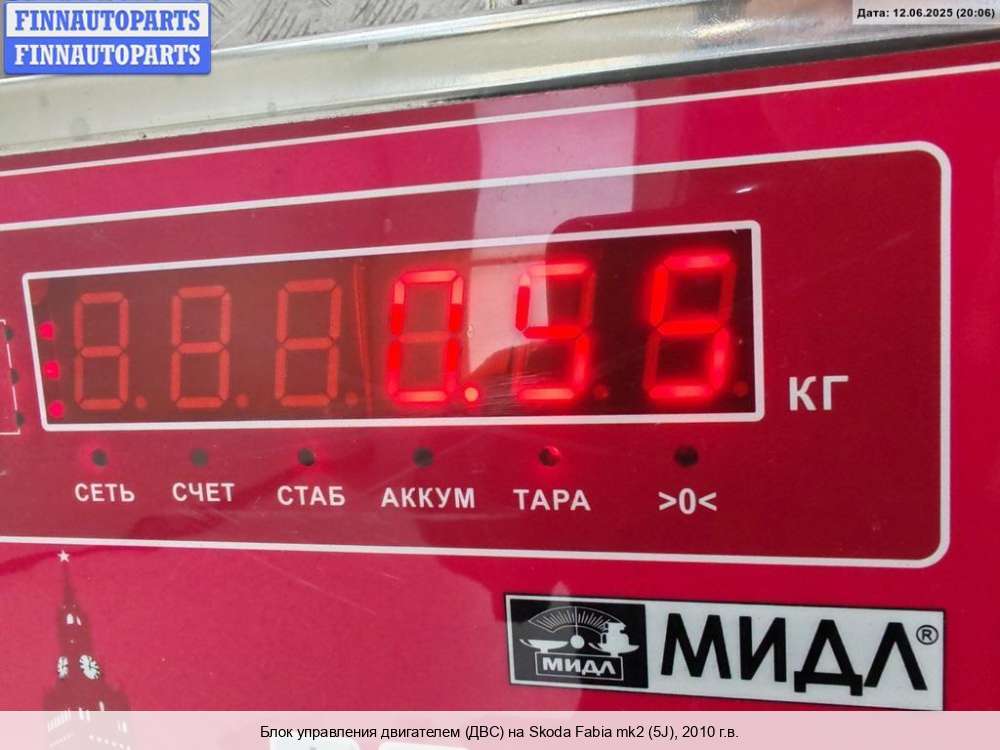 FINNAUTOPARTS
FINNAUTOPARTS
Дата: 12.06.2025 (20:06)
0.56
КГ
СЕТЬ СЧЕТ СТАБ АККУМ ТАРА >0<
МИДЛ
МИДЛ®
Блок управления двигателем (ДВС) на Skoda Fabia mk2 (5J), 2010 г.в.